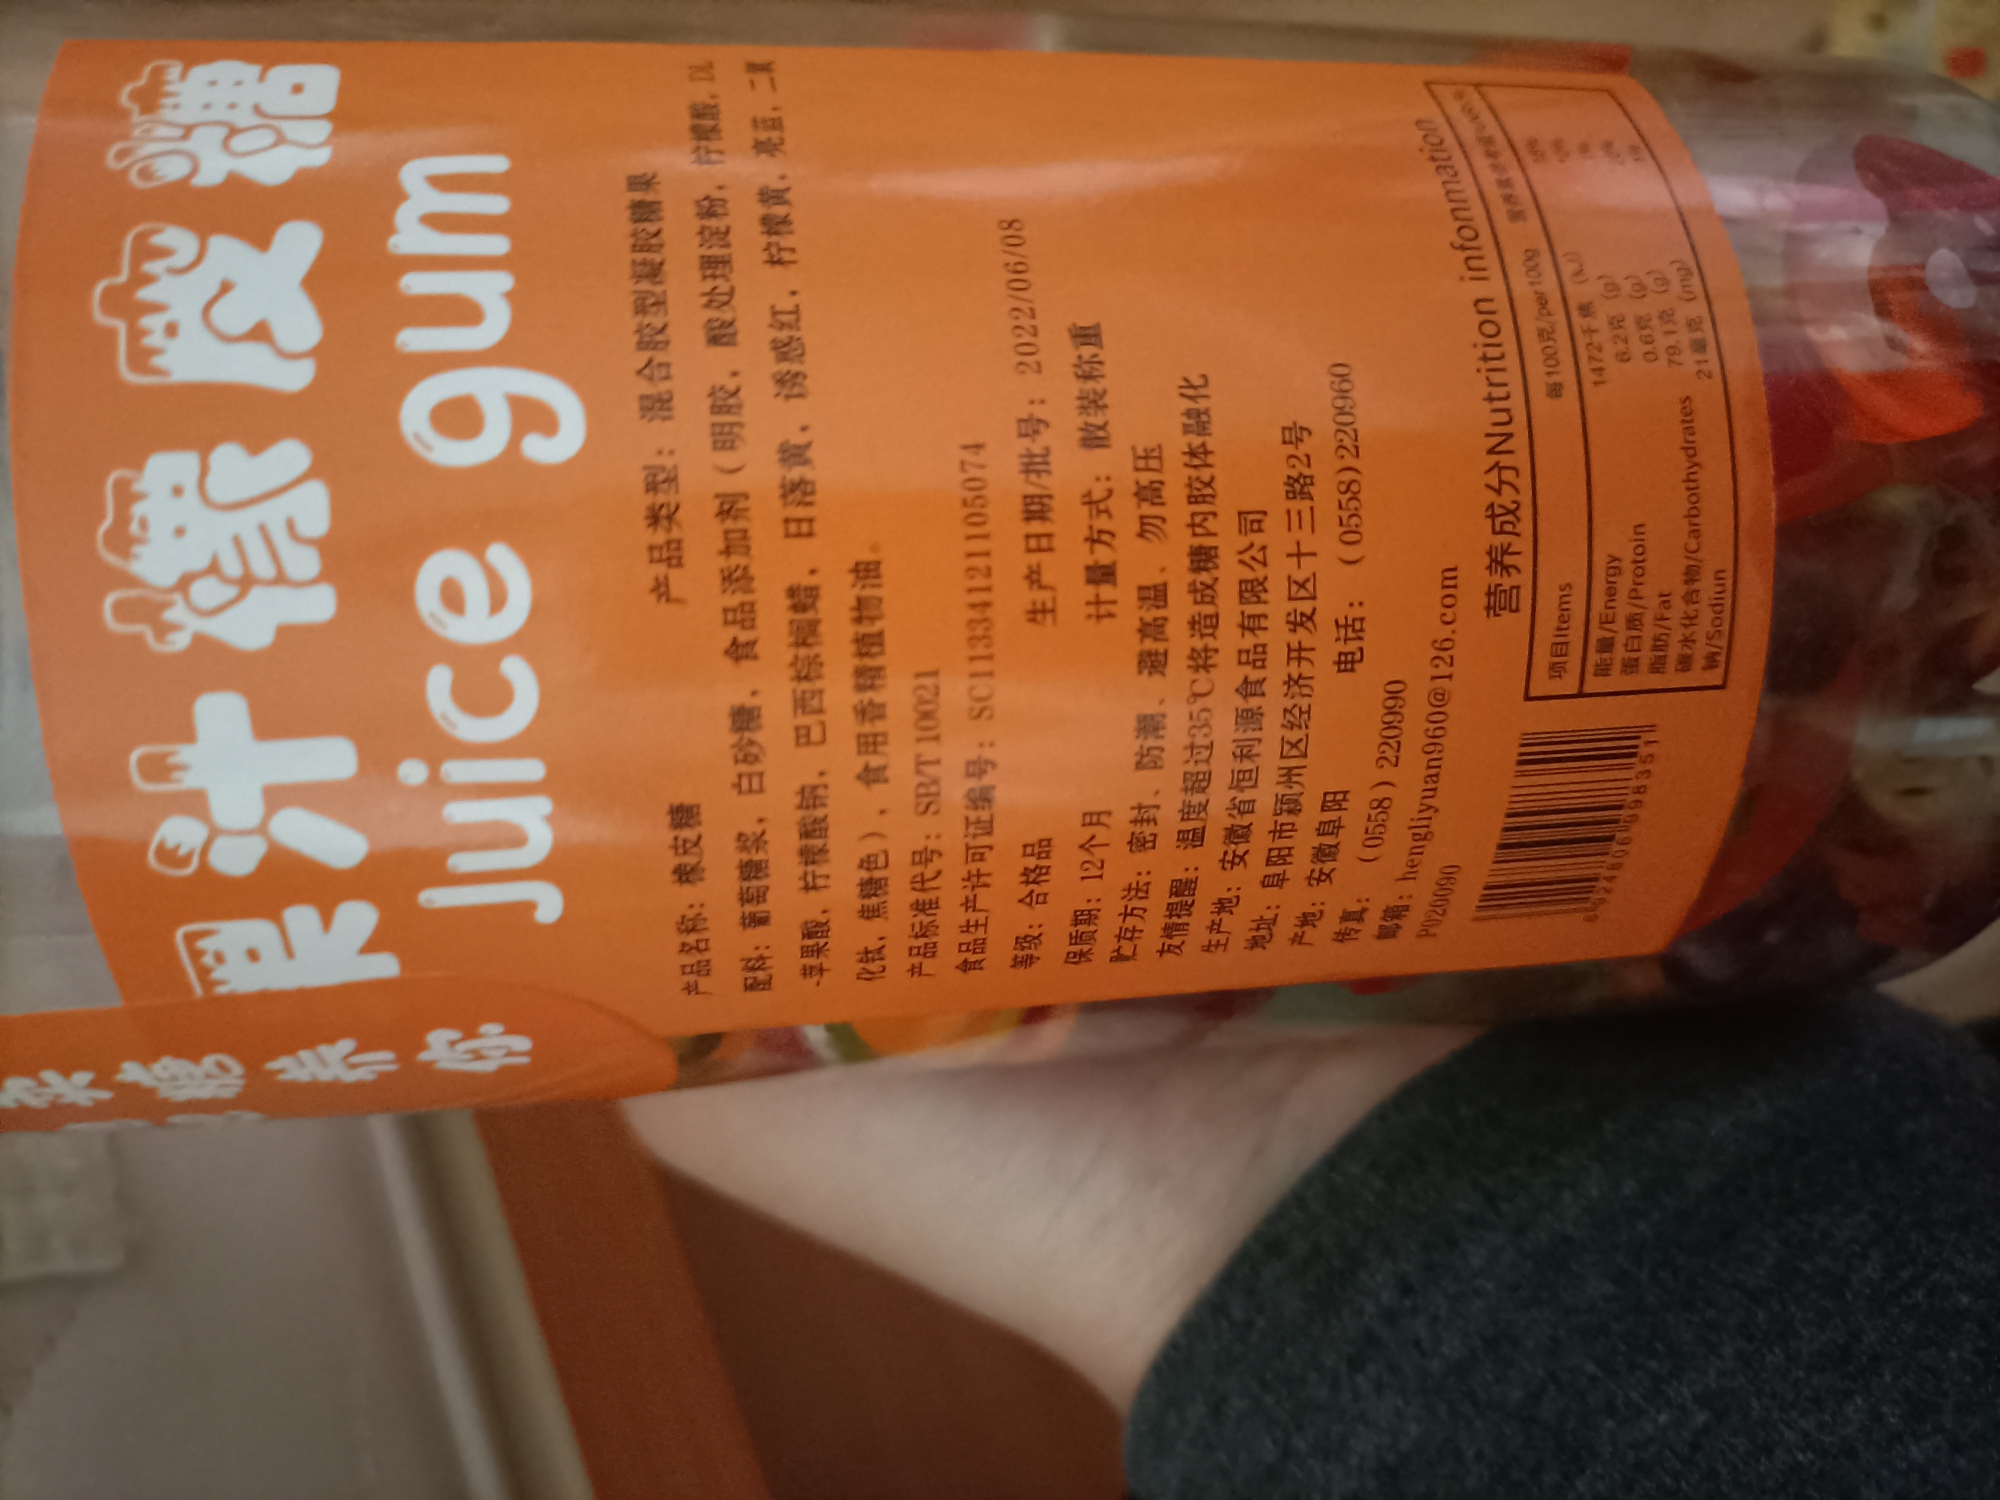 果汁橡皮糖
Juice gum
你
产品名称：橡皮糖 产品类型：混合胶型凝胶糖果
配料：葡萄糖浆，白砂糖，食品添加剂（明胶，酸处理淀粉，柠檬酸，DL
-苹果酸，柠檬酸钠，巴西棕榈蜡，日落黄，诱惑红，柠檬黄，亮蓝，二氧
化钛，焦糖色），食用香精植物油。
产品标准代号：SB/T10021
食品生产许可证编号：SC11334121105074
等级：合格品 生产日期/批号：2022/06/08
保质期：12个月 计量方式：散装称重
贮存方法：密封、防潮、避高温、勿高压
友情提醒：温度超过35℃将造成糖内胶体融化
生产地：安徽省恒利源食品有限公司
地址：阜阳市颍州区经济开发区十三路2号
产地：安徽阜阳 电话：(0558)220960
传真：(0558)220990
邮箱：hengliyuan960@126.com
PQ20090
营养成分Nutrition infonmation
项目Items 每100克/per100g
能量/Energy 1472千焦 (kJ)
蛋白质/Protoin 6.2克 (g)
脂肪/Fat 0.6克 (g)
碳水化合物/Carbothydrates 79.1克 (g)
钠/Sodiun 21毫克 (mg)